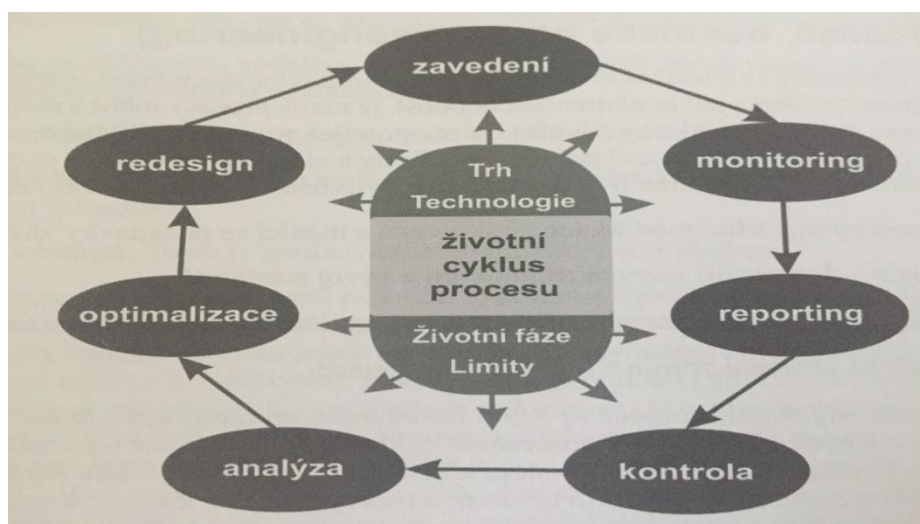 zavedení
redesign
monitoring
Trh
Technologie
životní
cyklus
procesu
optimalizace
reporting
Životní fáze
Limity
analýza
kontrola